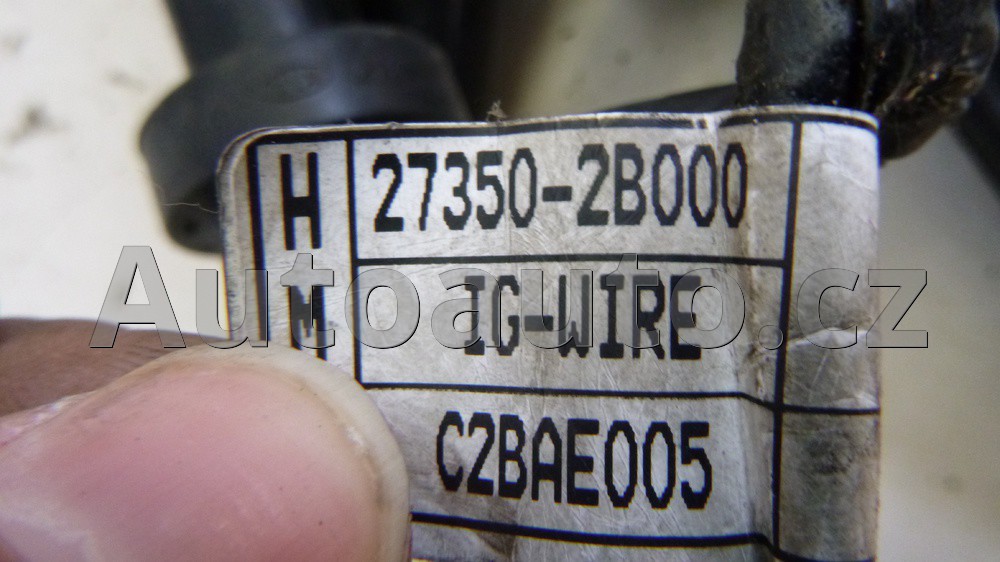 H 27350-2B000
M IG-WIRE
C2BAE005
Autoauto.cz